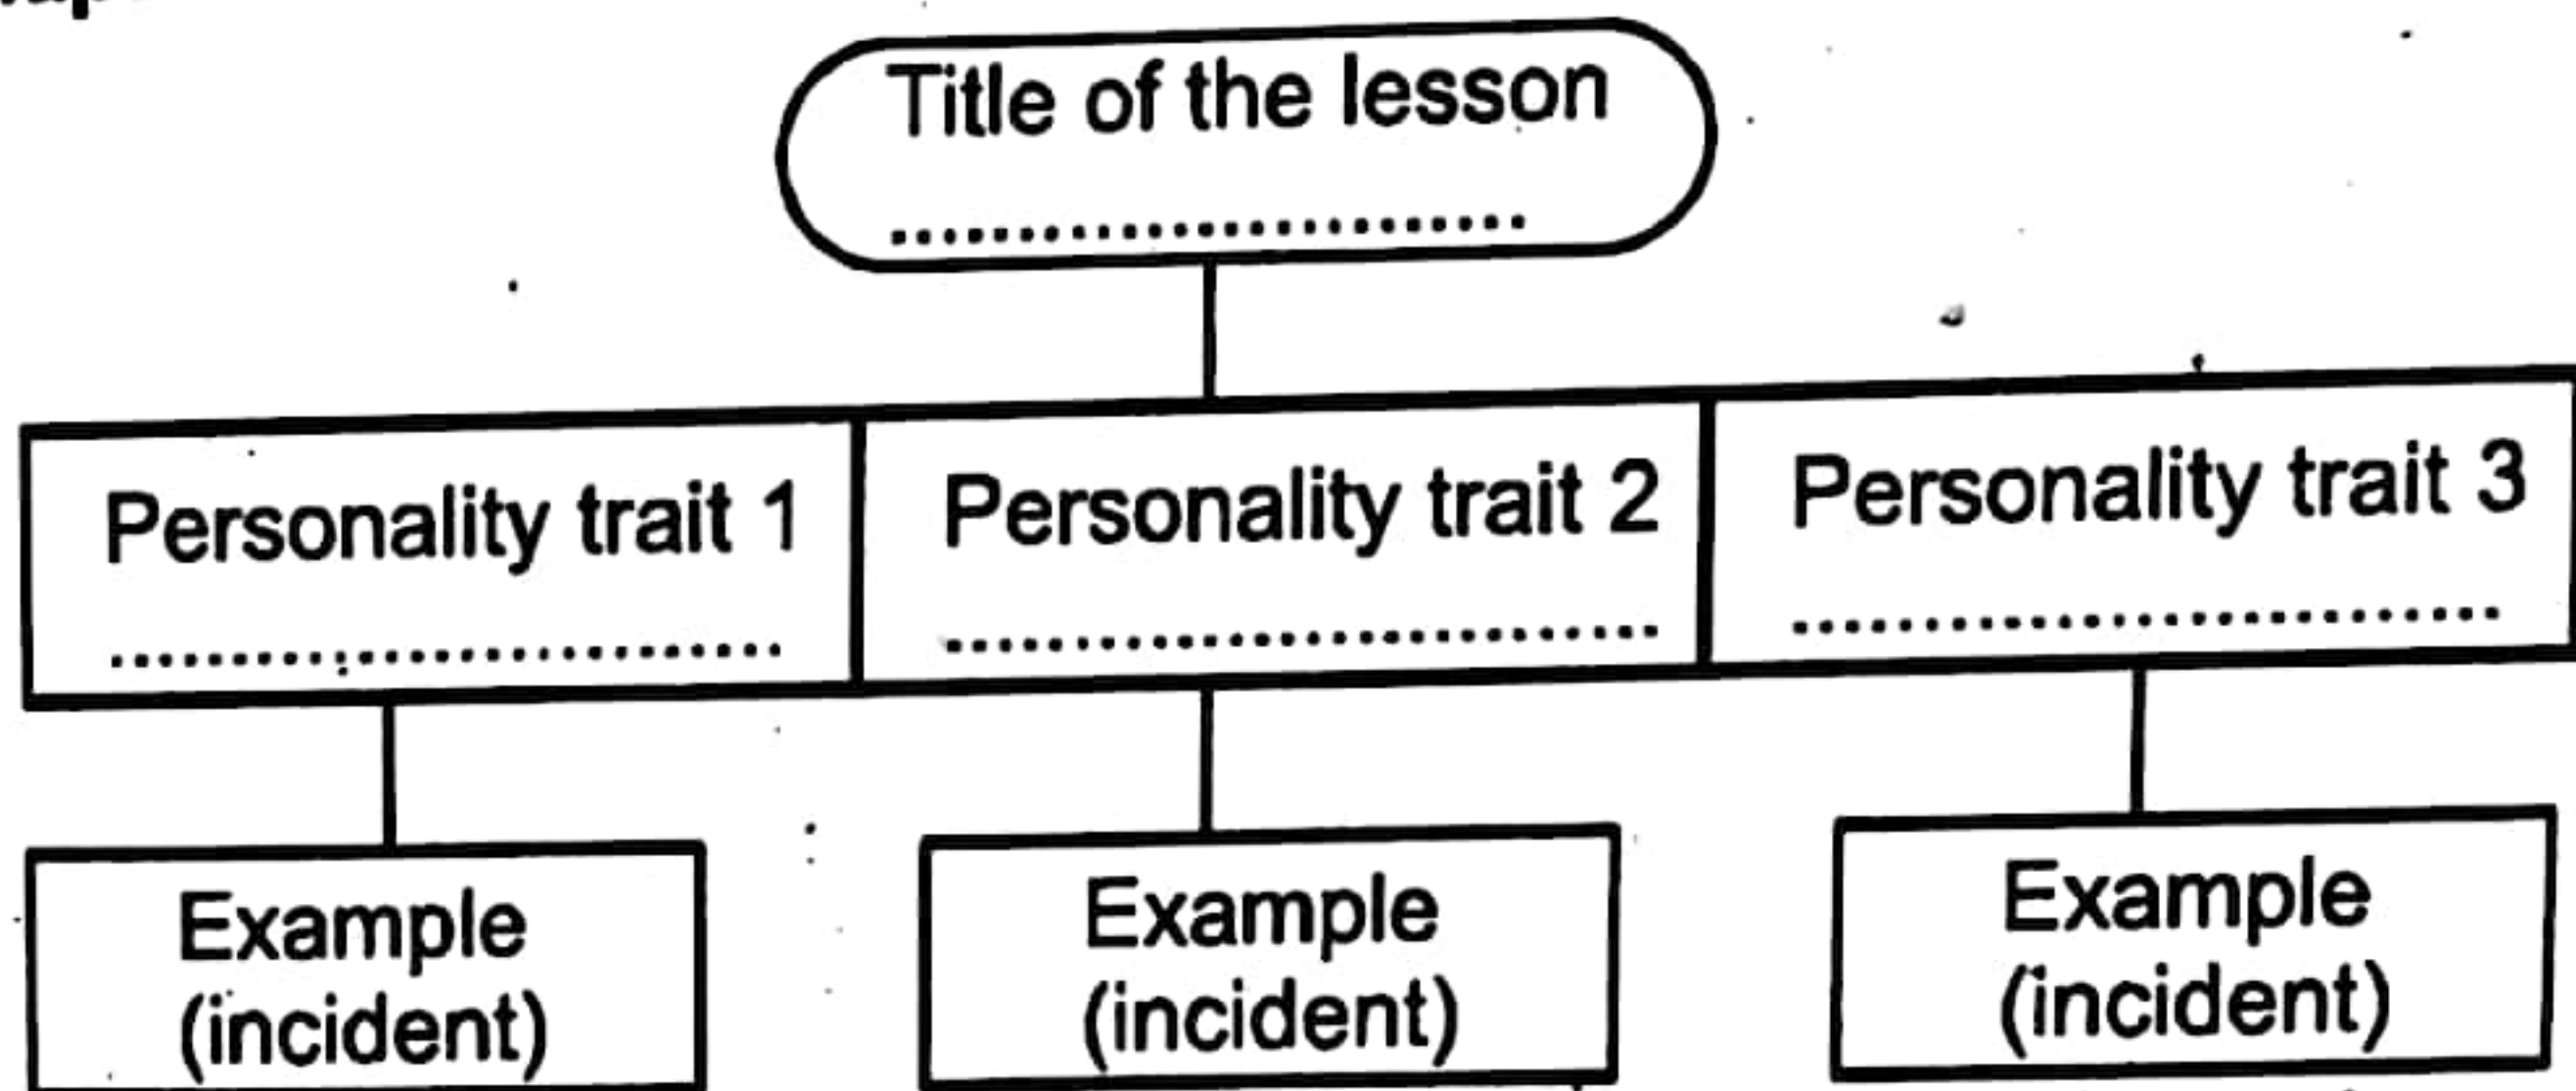 Title of the lesson
.........................
Personality trait 1
Personality trait 2
Personality trait 3
...........................
............................
............................
Example
(incident)
Example
(incident)
Example
(incident)